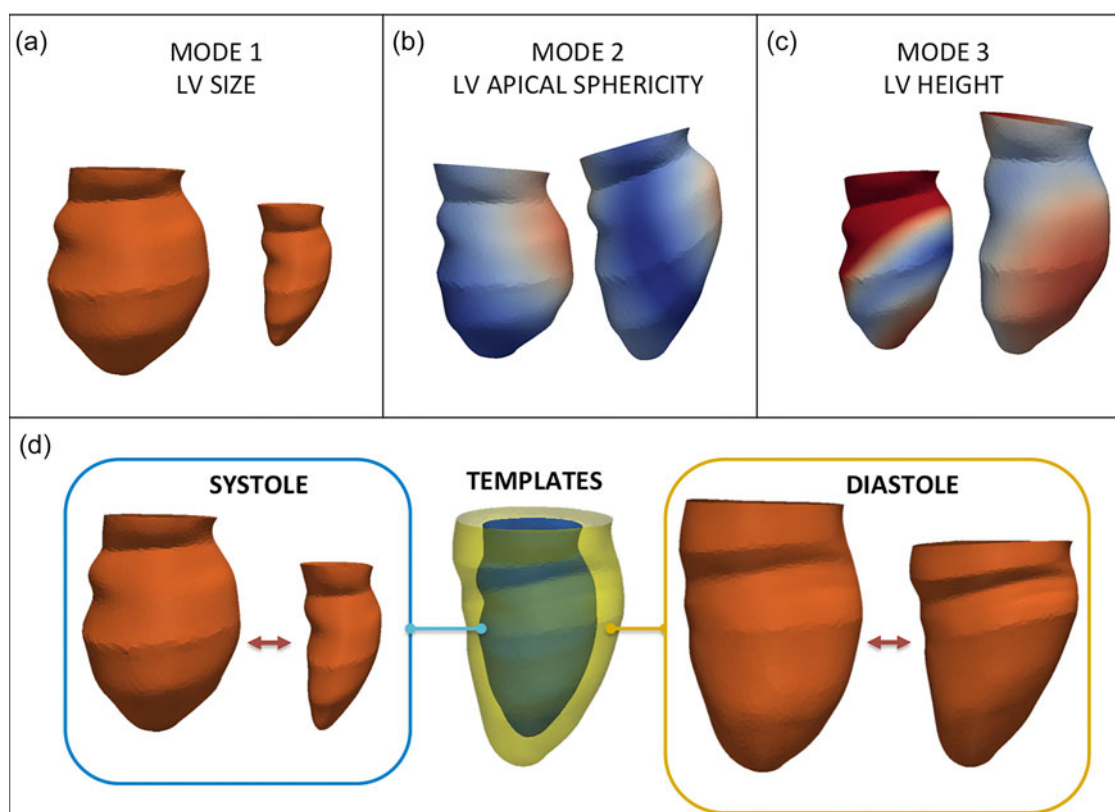 (a)
MODE 1
LV SIZE
(b)
MODE 2
LV APICAL SPHERICITY
(c)
MODE 3
LV HEIGHT
(d)
SYSTOLE
TEMPLATES
DIASTOLE